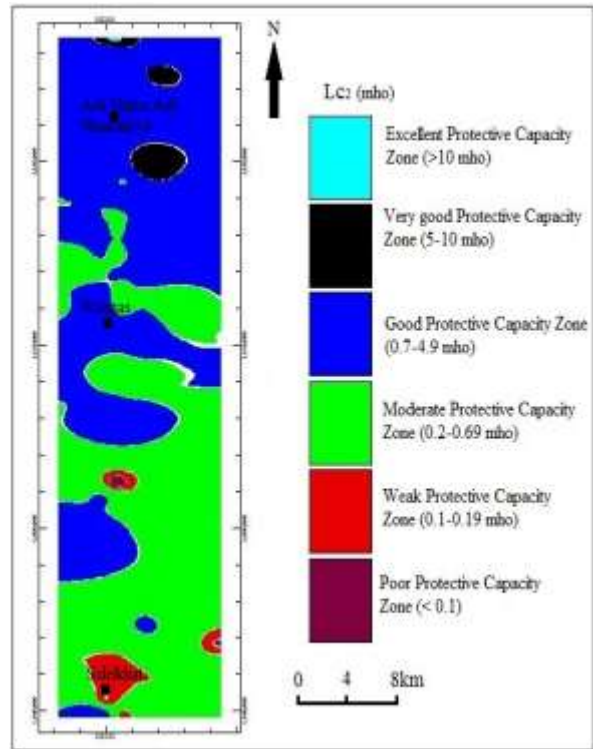 N
Lc2 (mho)
Excellent Protective Capacity
Zone (>10 mho)
Very good Protective Capacity
Zone (5-10 mho)
Good Protective Capacity Zone
(0.7-4.9 mho)
Moderate Protective Capacity
Zone (0.2-0.69 mho)
Weak Protective Capacity
Zone (0.1-0.19 mho)
Poor Protective Capacity
Zone (< 0.1)
0 4 8km